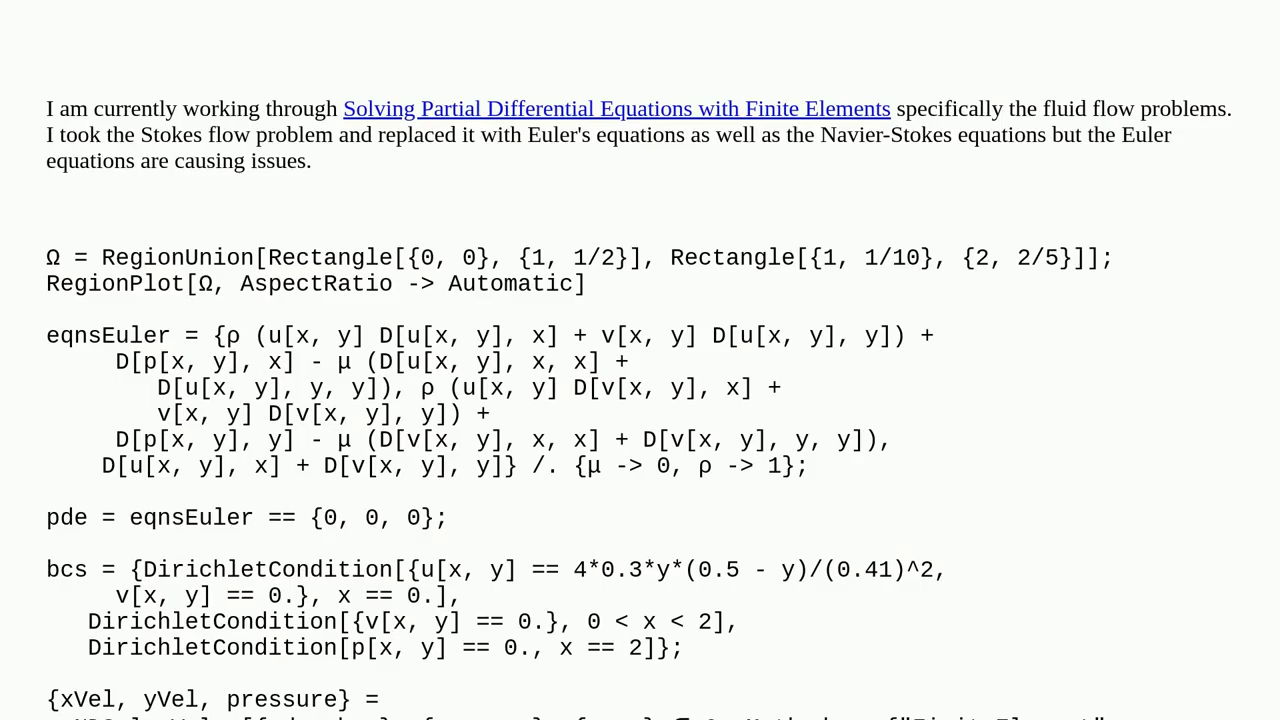 I am currently working through Solving Partial Differential Equations with Finite Elements specifically the fluid flow problems.
I took the Stokes flow problem and replaced it with Euler's equations as well as the Navier-Stokes equations but the Euler
equations are causing issues.
Ω = RegionUnion[Rectangle[{0, 0}, {1, 1/2}], Rectangle[{1, 1/10}, {2, 2/5}]];
RegionPlot[Ω, AspectRatio -> Automatic]
eqnsEuler = {ρ (u[x, y] D[u[x, y], x] + v[x, y] D[u[x, y], y]) +
D[p[x, y], x] - μ (D[u[x, y], x, x] +
D[u[x, y], y, y]), ρ (u[x, y] D[v[x, y], x] +
v[x, y] D[v[x, y], y]) +
D[p[x, y], y] - μ (D[v[x, y], x, x] + D[v[x, y], y, y]),
D[u[x, y], x] + D[v[x, y], y]} /. {μ -> 0, ρ -> 1};
pde = eqnsEuler == {0, 0, 0};
bcs = {DirichletCondition[{u[x, y] == 4*0.3*y*(0.5 - y)/(0.41)^2,
v[x, y] == 0.}, x == 0.],
DirichletCondition[{v[x, y] == 0.}, 0 < x < 2],
DirichletCondition[p[x, y] == 0., x == 2]};
{xVel, yVel, pressure} =